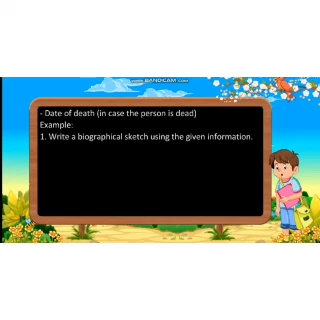 www.BANDICAM.com
- Date of death (in case the person is dead)
Example:
1. Write a biographical sketch using the given information.